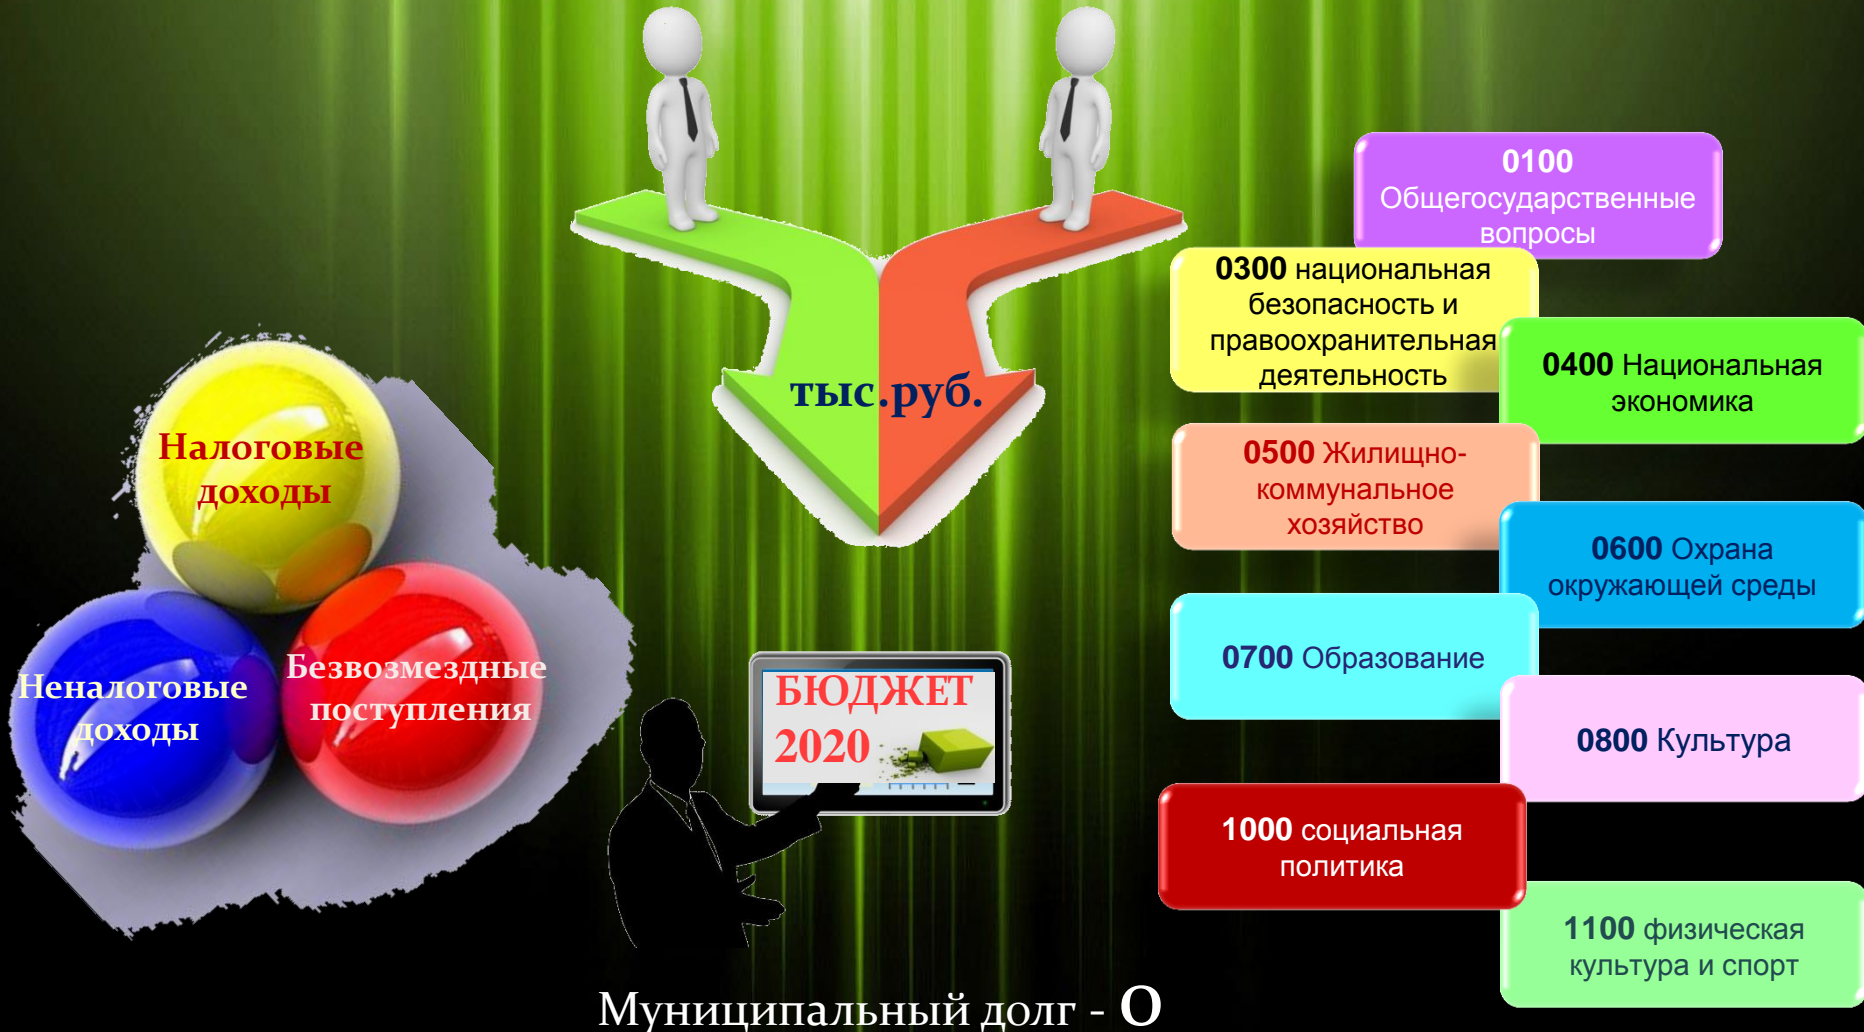 тыс.руб.
Налоговые
доходы
Неналоговые
доходы
Безвозмездные
поступления
БЮДЖЕТ
2020
0100
Общегосударственные
вопросы
0300 национальная
безопасность и
правоохранительная
деятельность
0400 Национальная
экономика
0500 Жилищно-
коммунальное
хозяйство
0600 Охрана
окружающей среды
0700 Образование
0800 Культура
1000 социальная
политика
1100 физическая
культура и спорт
Муниципальный долг - 0